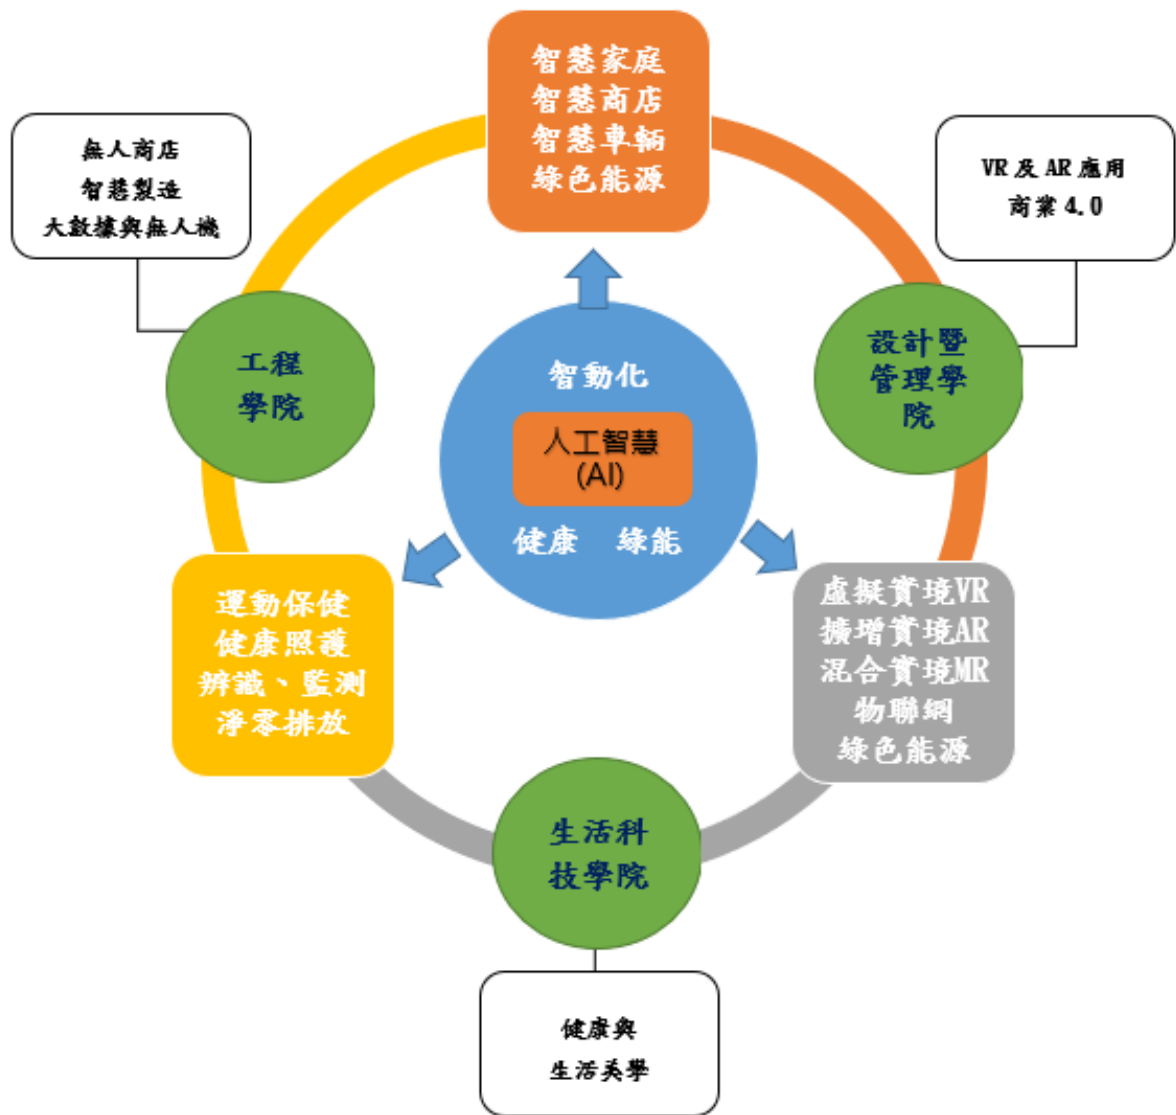 智慧家庭
智慧商店
智慧車輛
綠色能源
無人商店
智慧製造
大數據與無人機
VR 及 AR 應用
商業 4.0
工程
學院
設計暨
管理學
院
智動化
人工智慧
(AI)
健康 綠能
運動保健
健康照護
辨識、監測
淨零排放
虛擬實境VR
擴增實境AR
混合實境MR
物聯網
綠色能源
生活科
技學院
健康與
生活美學